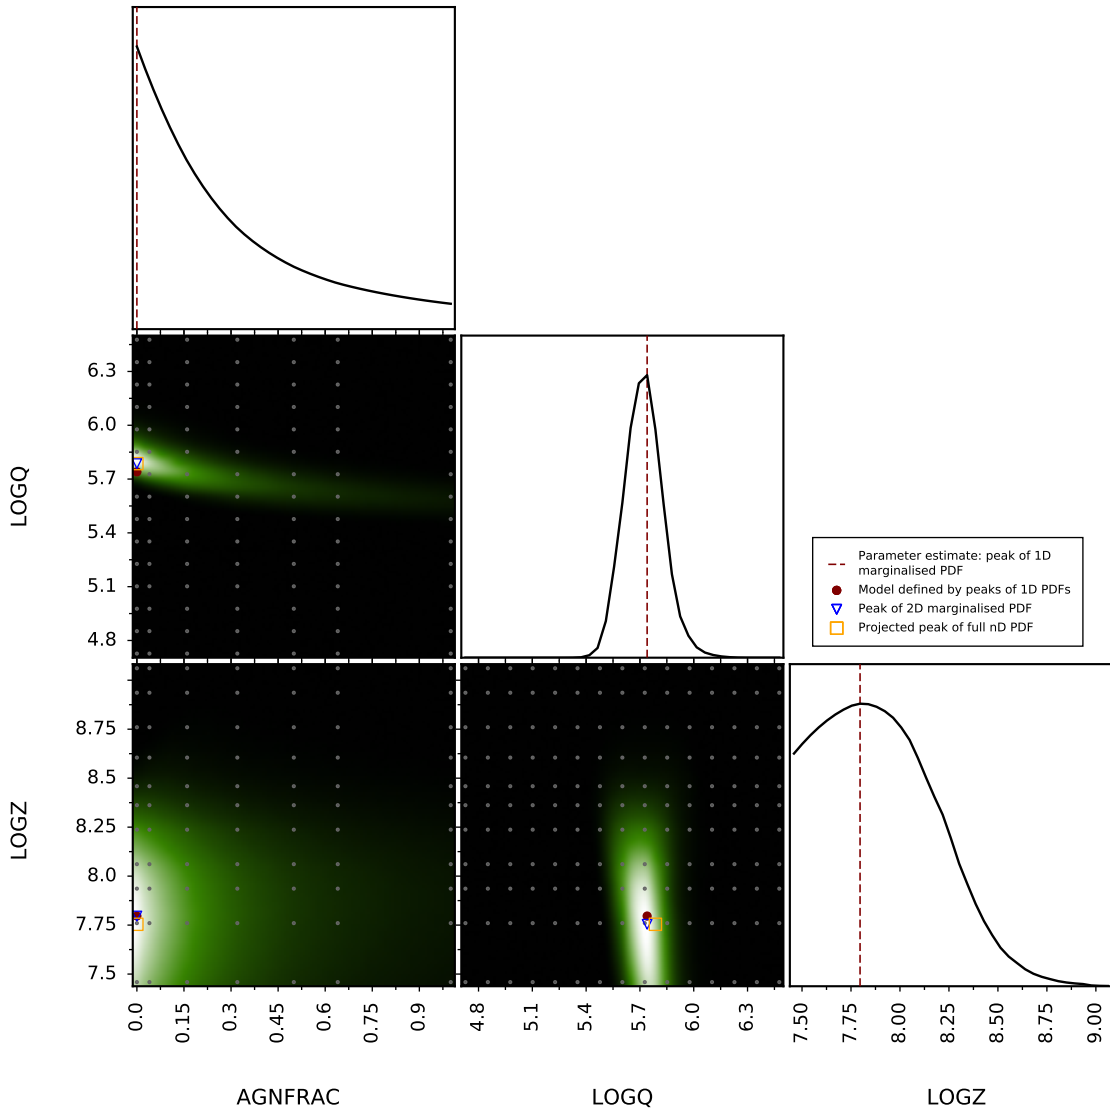 6.3
6.0
5.7
5.4
5.1
4.8
LOGQ
Parameter estimate: peak of 1D
marginalised PDF
Model defined by peaks of 1D PDFs
Peak of 2D marginalised PDF
Projected peak of full nD PDF
8.75
8.5
8.25
8.0
7.75
7.5
LOGZ
0.0 0.15 0.3 0.45 0.6 0.75 0.9
4.8 5.1 5.4 5.7 6.0 6.3
7.50 7.75 8.00 8.25 8.50 8.75 9.00
AGNFRAC LOGQ LOGZ